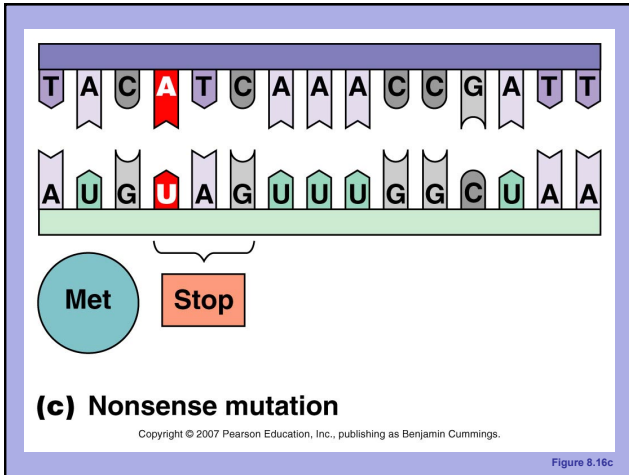 T A C A T C A A A C C G A T T
A U G U A G U U U G G C U A A
Met Stop
(c) Nonsense mutation
Copyright © 2007 Pearson Education, Inc., publishing as Benjamin Cummings.
Figure 8.16c